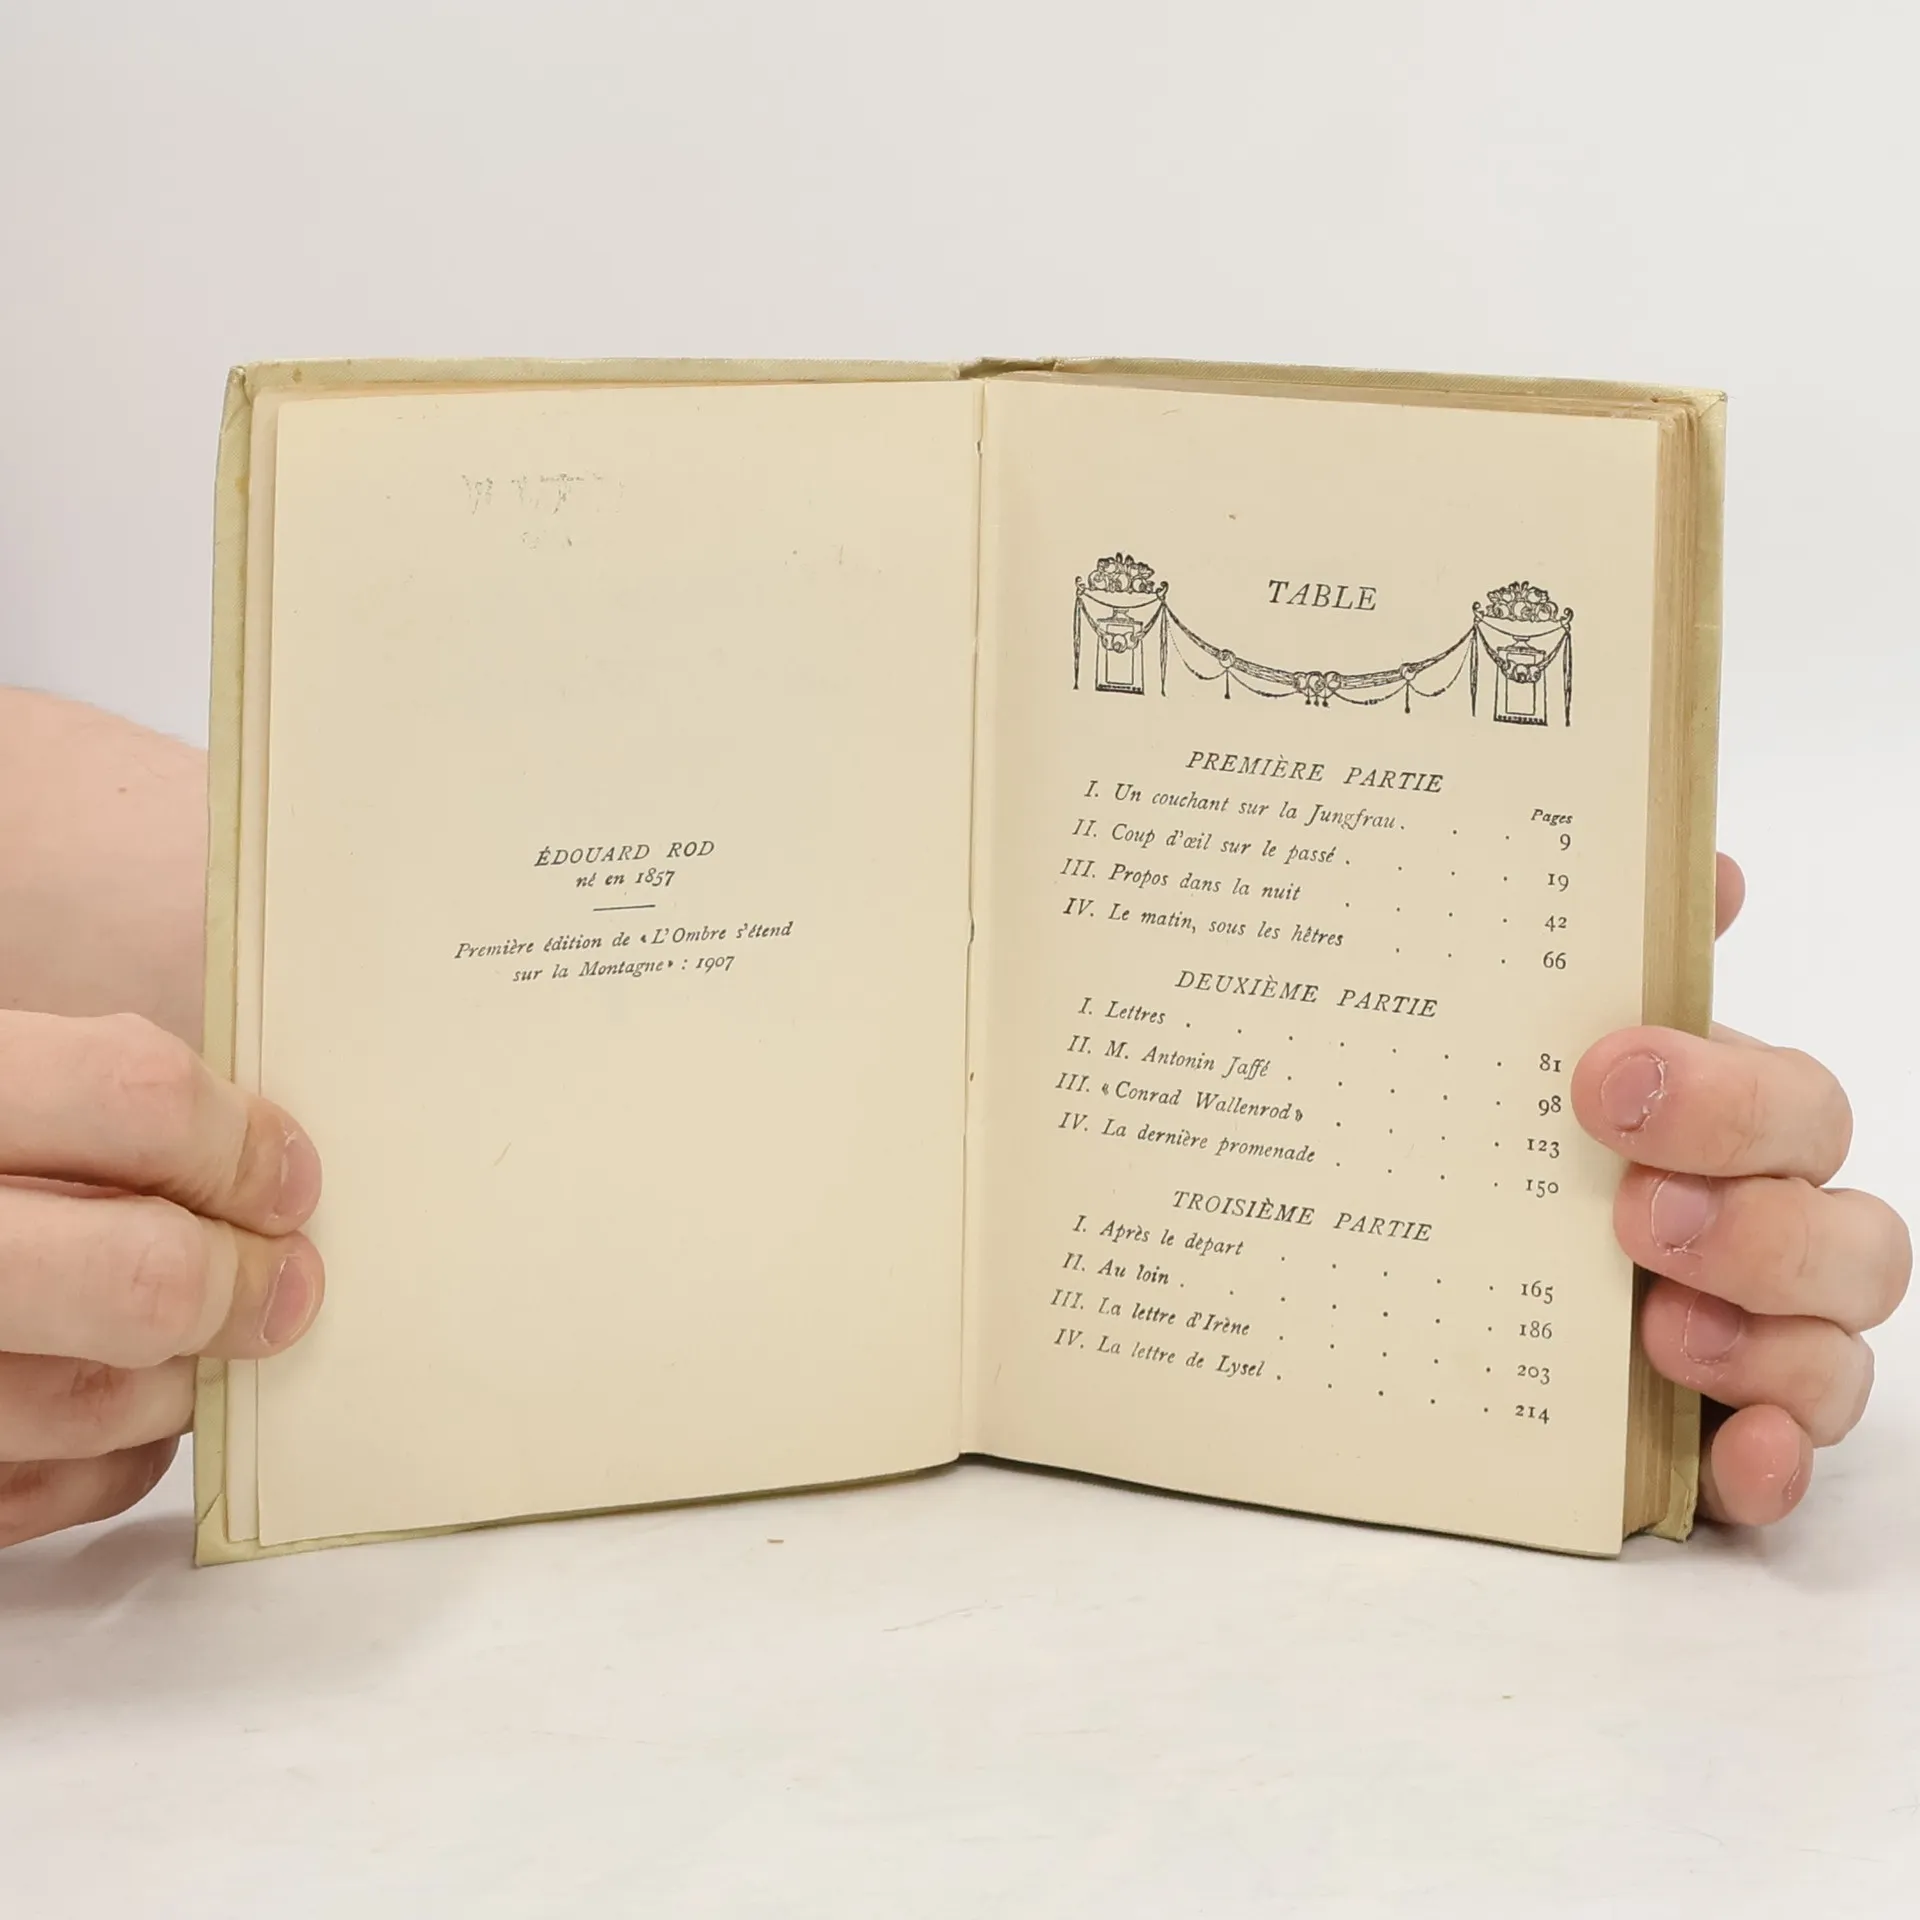 ÉDOUARD ROD
né en 1857
Première édition de « L'Ombre s'étend
sur la Montagne » : 1907
TABLE
PREMIÈRE PARTIE
Pages
I. Un couchant sur la Jungfrau . . . 9
II. Coup d'œil sur le passé . . . . 19
III. Propos dans la nuit . . . . 42
IV. Le matin, sous les hêtres . . . 66
DEUXIÈME PARTIE
I. Lettres . . . . . . . 81
II. M. Antonin Jaffé . . . . . 98
III. « Conrad Wallenrod » . . . . 123
IV. La dernière promenade . . . . 150
TROISIÈME PARTIE
I. Après le départ . . . . . 165
II. Au loin . . . . . . . 186
III. La lettre d'Irène . . . . . 203
IV. La lettre de Lysel . . . . . 214